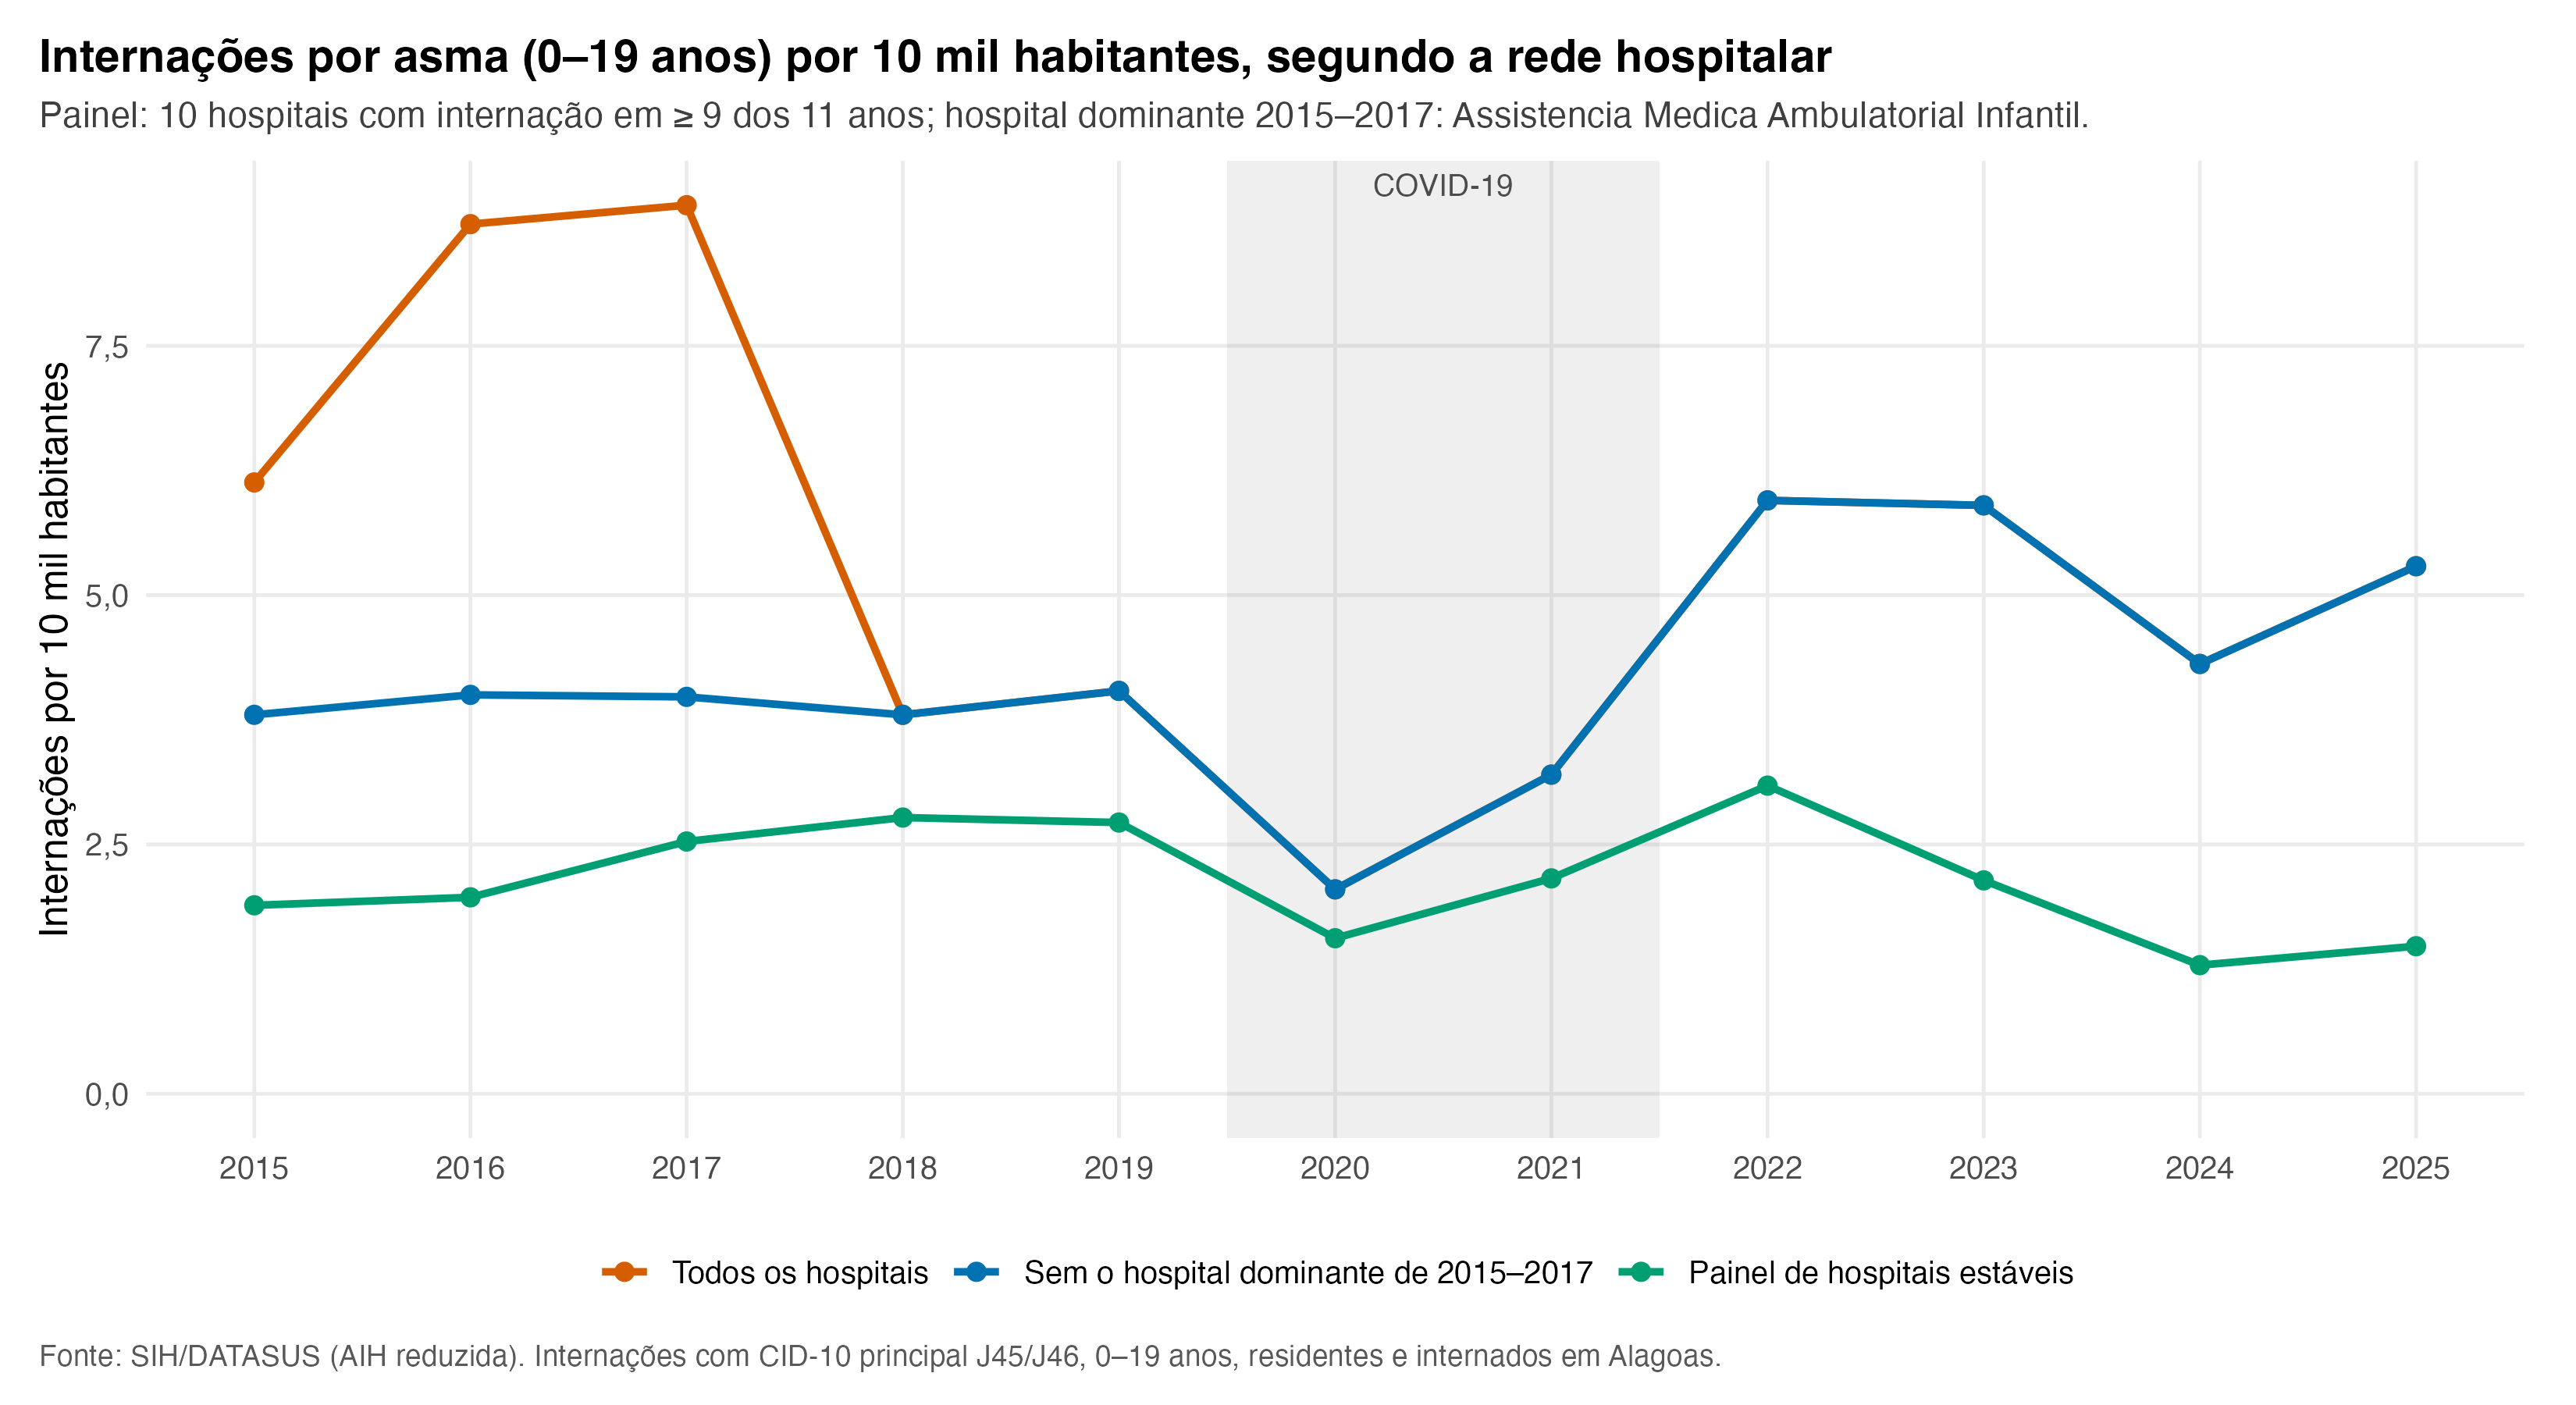 Internações por asma (0–19 anos) por 10 mil habitantes, segundo a rede hospitalar
Painel: 10 hospitais com internação em ≥ 9 dos 11 anos; hospital dominante 2015–2017: Assistencia Medica Ambulatorial Infantil.
COVID-19
Internações por 10 mil habitantes
7,5
5,0
2,5
0,0
2015 2016 2017 2018 2019 2020 2021 2022 2023 2024 2025
Todos os hospitais Sem o hospital dominante de 2015–2017 Painel de hospitais estáveis
Fonte: SIH/DATASUS (AIH reduzida). Internações com CID-10 principal J45/J46, 0–19 anos, residentes e internados em Alagoas.